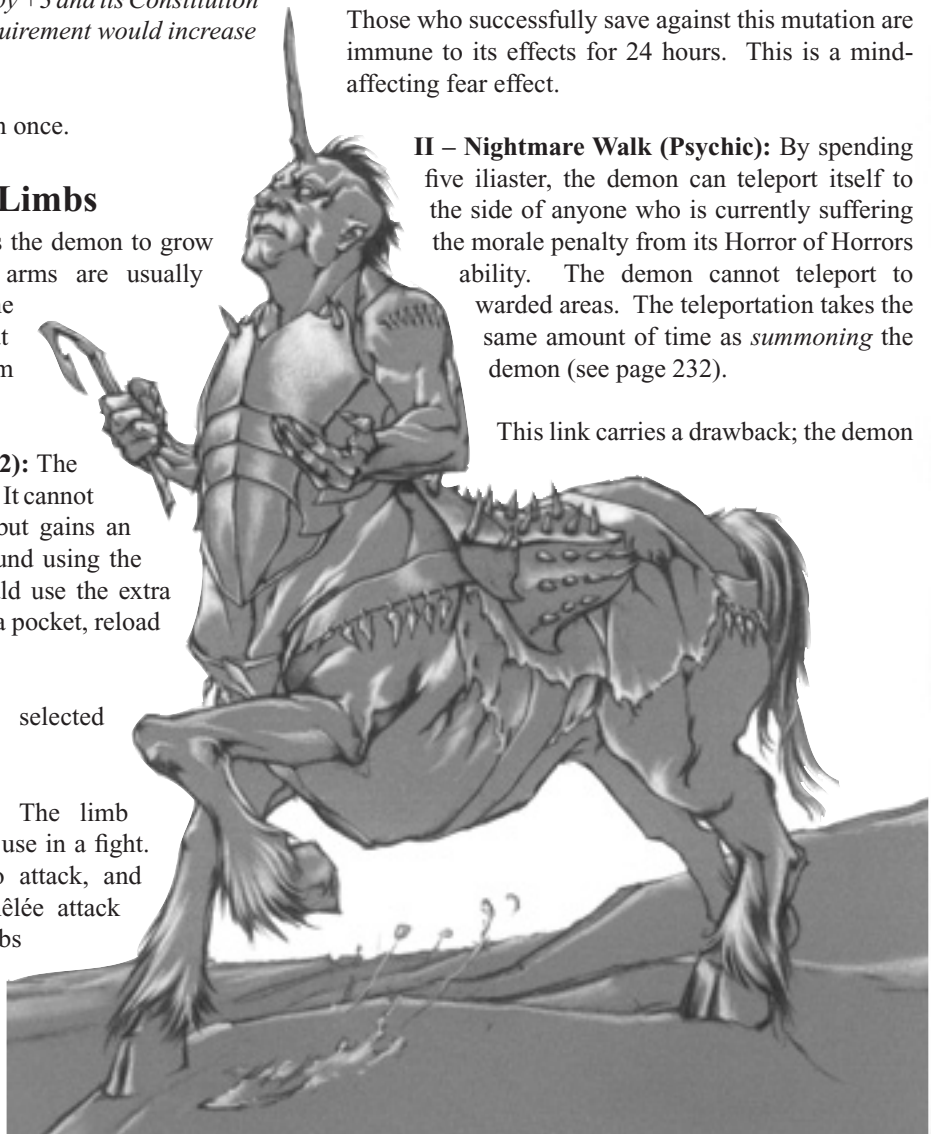 by +3 and its Constitution
quirement would increase
n once.
Limbs
s the demon to grow
arms are usually
ne
at
m
2): The
It cannot
but gains an
und using the
ld use the extra
a pocket, reload
selected
The limb
use in a fight.
o attack, and
êlée attack
bs
Those who successfully save against this mutation are
immune to its effects for 24 hours. This is a mind-
affecting fear effect.
II – Nightmare Walk (Psychic): By spending
five iliaster, the demon can teleport itself to
the side of anyone who is currently suffering
the morale penalty from its Horror of Horrors
ability. The demon cannot teleport to
warded areas. The teleportation takes the
same amount of time as summoning the
demon (see page 232).
This link carries a drawback; the demon